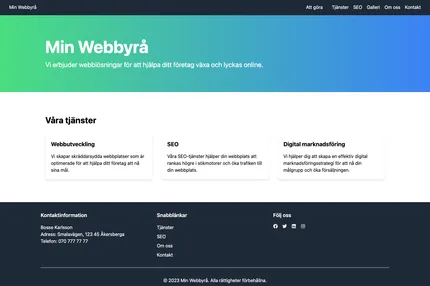 Min Webbyrå
Att göra Tjänster SEO Galleri Om oss Kontakt
Min Webbyrå
Vi erbjuder webblösningar för att hjälpa ditt företag växa och lyckas online.
Våra tjänster
Webbutveckling
Vi skapar skräddarsydda webbplatser som är
optimerade för att hjälpa ditt företag att nå
sina mål.
SEO
Våra SEO-tjänster hjälper din webbplats att
rankas högre i sökmotorer och öka trafiken till
din webbplats.
Digital marknadsföring
Vi hjälper dig att skapa en effektiv digital
marknadsföringsstrategi för att nå din
målgrupp och öka försäljningen.
Kontaktinformation
Bosse Karlsson
Adress: Smalavägen, 123 45 Åkersberga
Telefon: 070 777 77 77
Snabblänkar
Tjänster
SEO
Om oss
Kontakt
Följ oss
© 2023 Min Webbyrå. Alla rättigheter förbehållna.